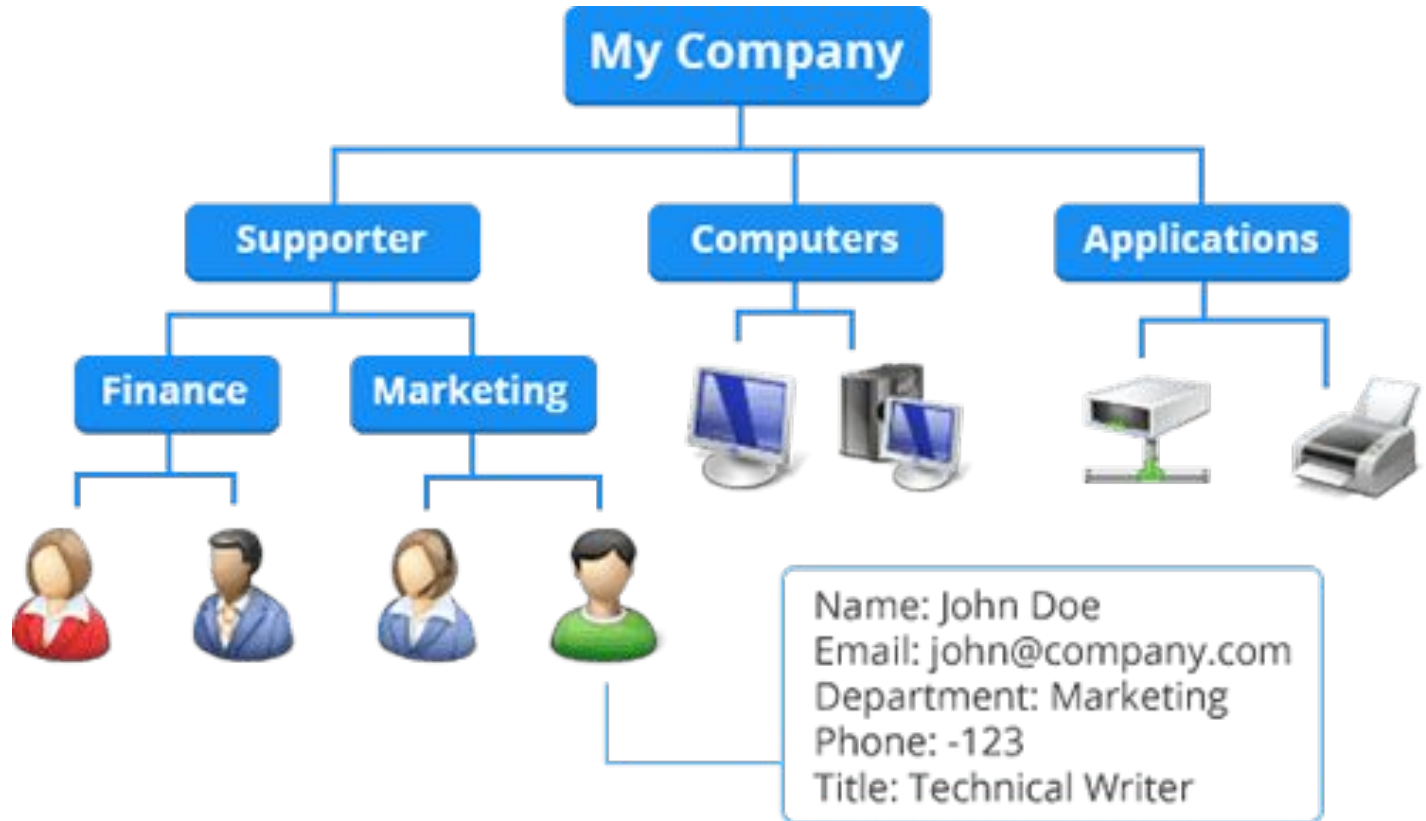 My Company
Supporter
Computers
Applications
Finance
Marketing
Name: John Doe
Email: john@company.com
Department: Marketing
Phone: -123
Title: Technical Writer